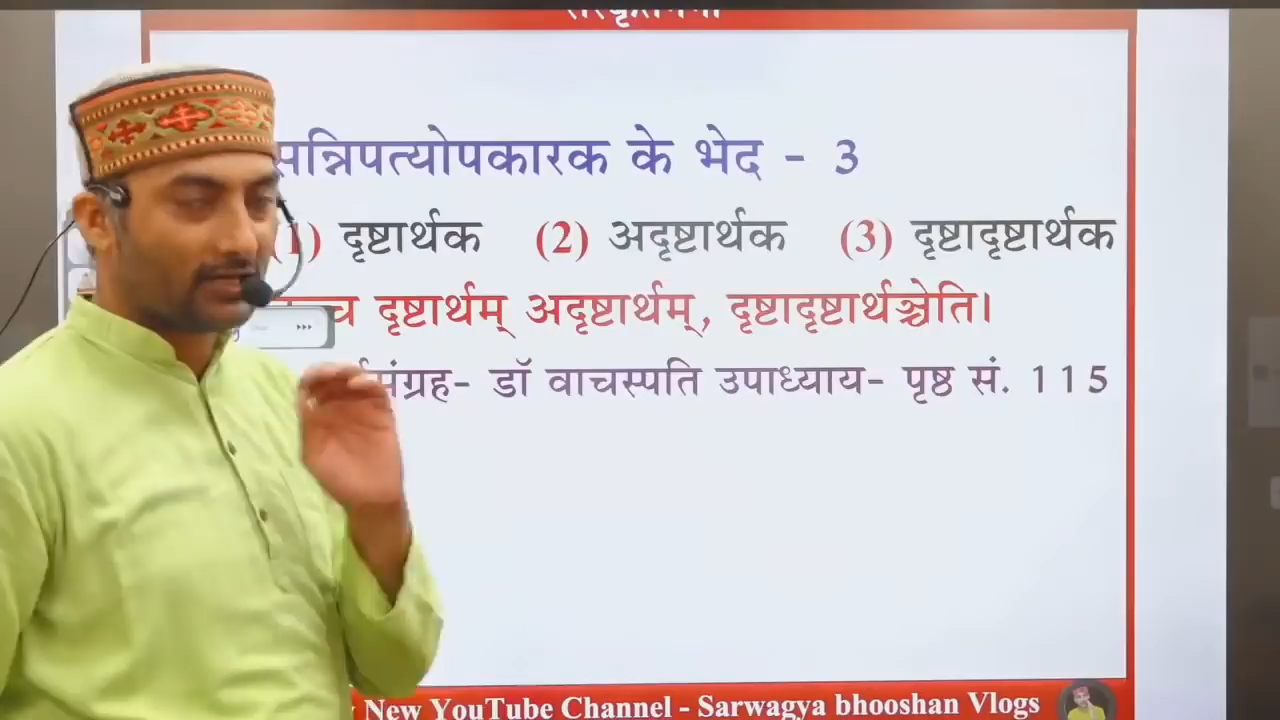 सन्निपत्योपकारक के भेद - 3
(1) दृष्टार्थक (2) अदृष्टार्थक (3) दृष्टादृष्टार्थक
दृष्टार्थम् अदृष्टार्थम्, दृष्टादृष्टार्थञ्चेति।
डॉ वाचस्पति उपाध्याय- पृष्ठ सं. 115
New YouTube Channel - Sarwagya bhooshan Vlogs